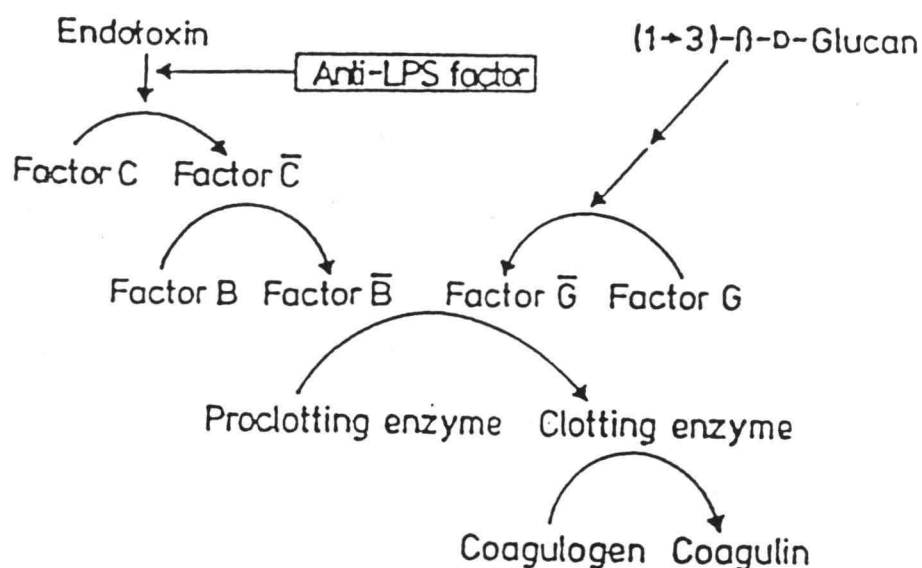 Endotoxin
(1→3)-β-D-Glucan
Anti-LPS factor
Factor C Factor C̅
Factor B Factor B̅ Factor G̅ Factor G
Proclotting enzyme Clotting enzyme
Coagulogen Coagulin